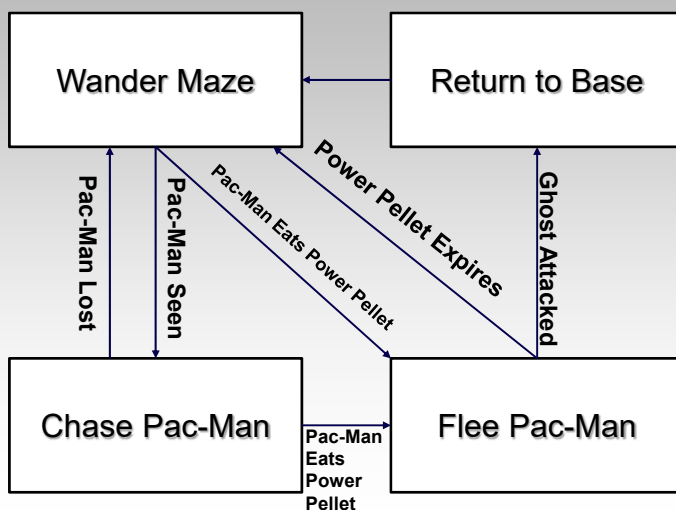 Wander Maze
Return to Base
Pac-Man Lost
Pac-Man Seen
Pac-Man Eats Power Pellet
Power Pellet Expires
Ghost Attacked
Chase Pac-Man
Pac-Man
Eats
Power
Pellet
Flee Pac-Man